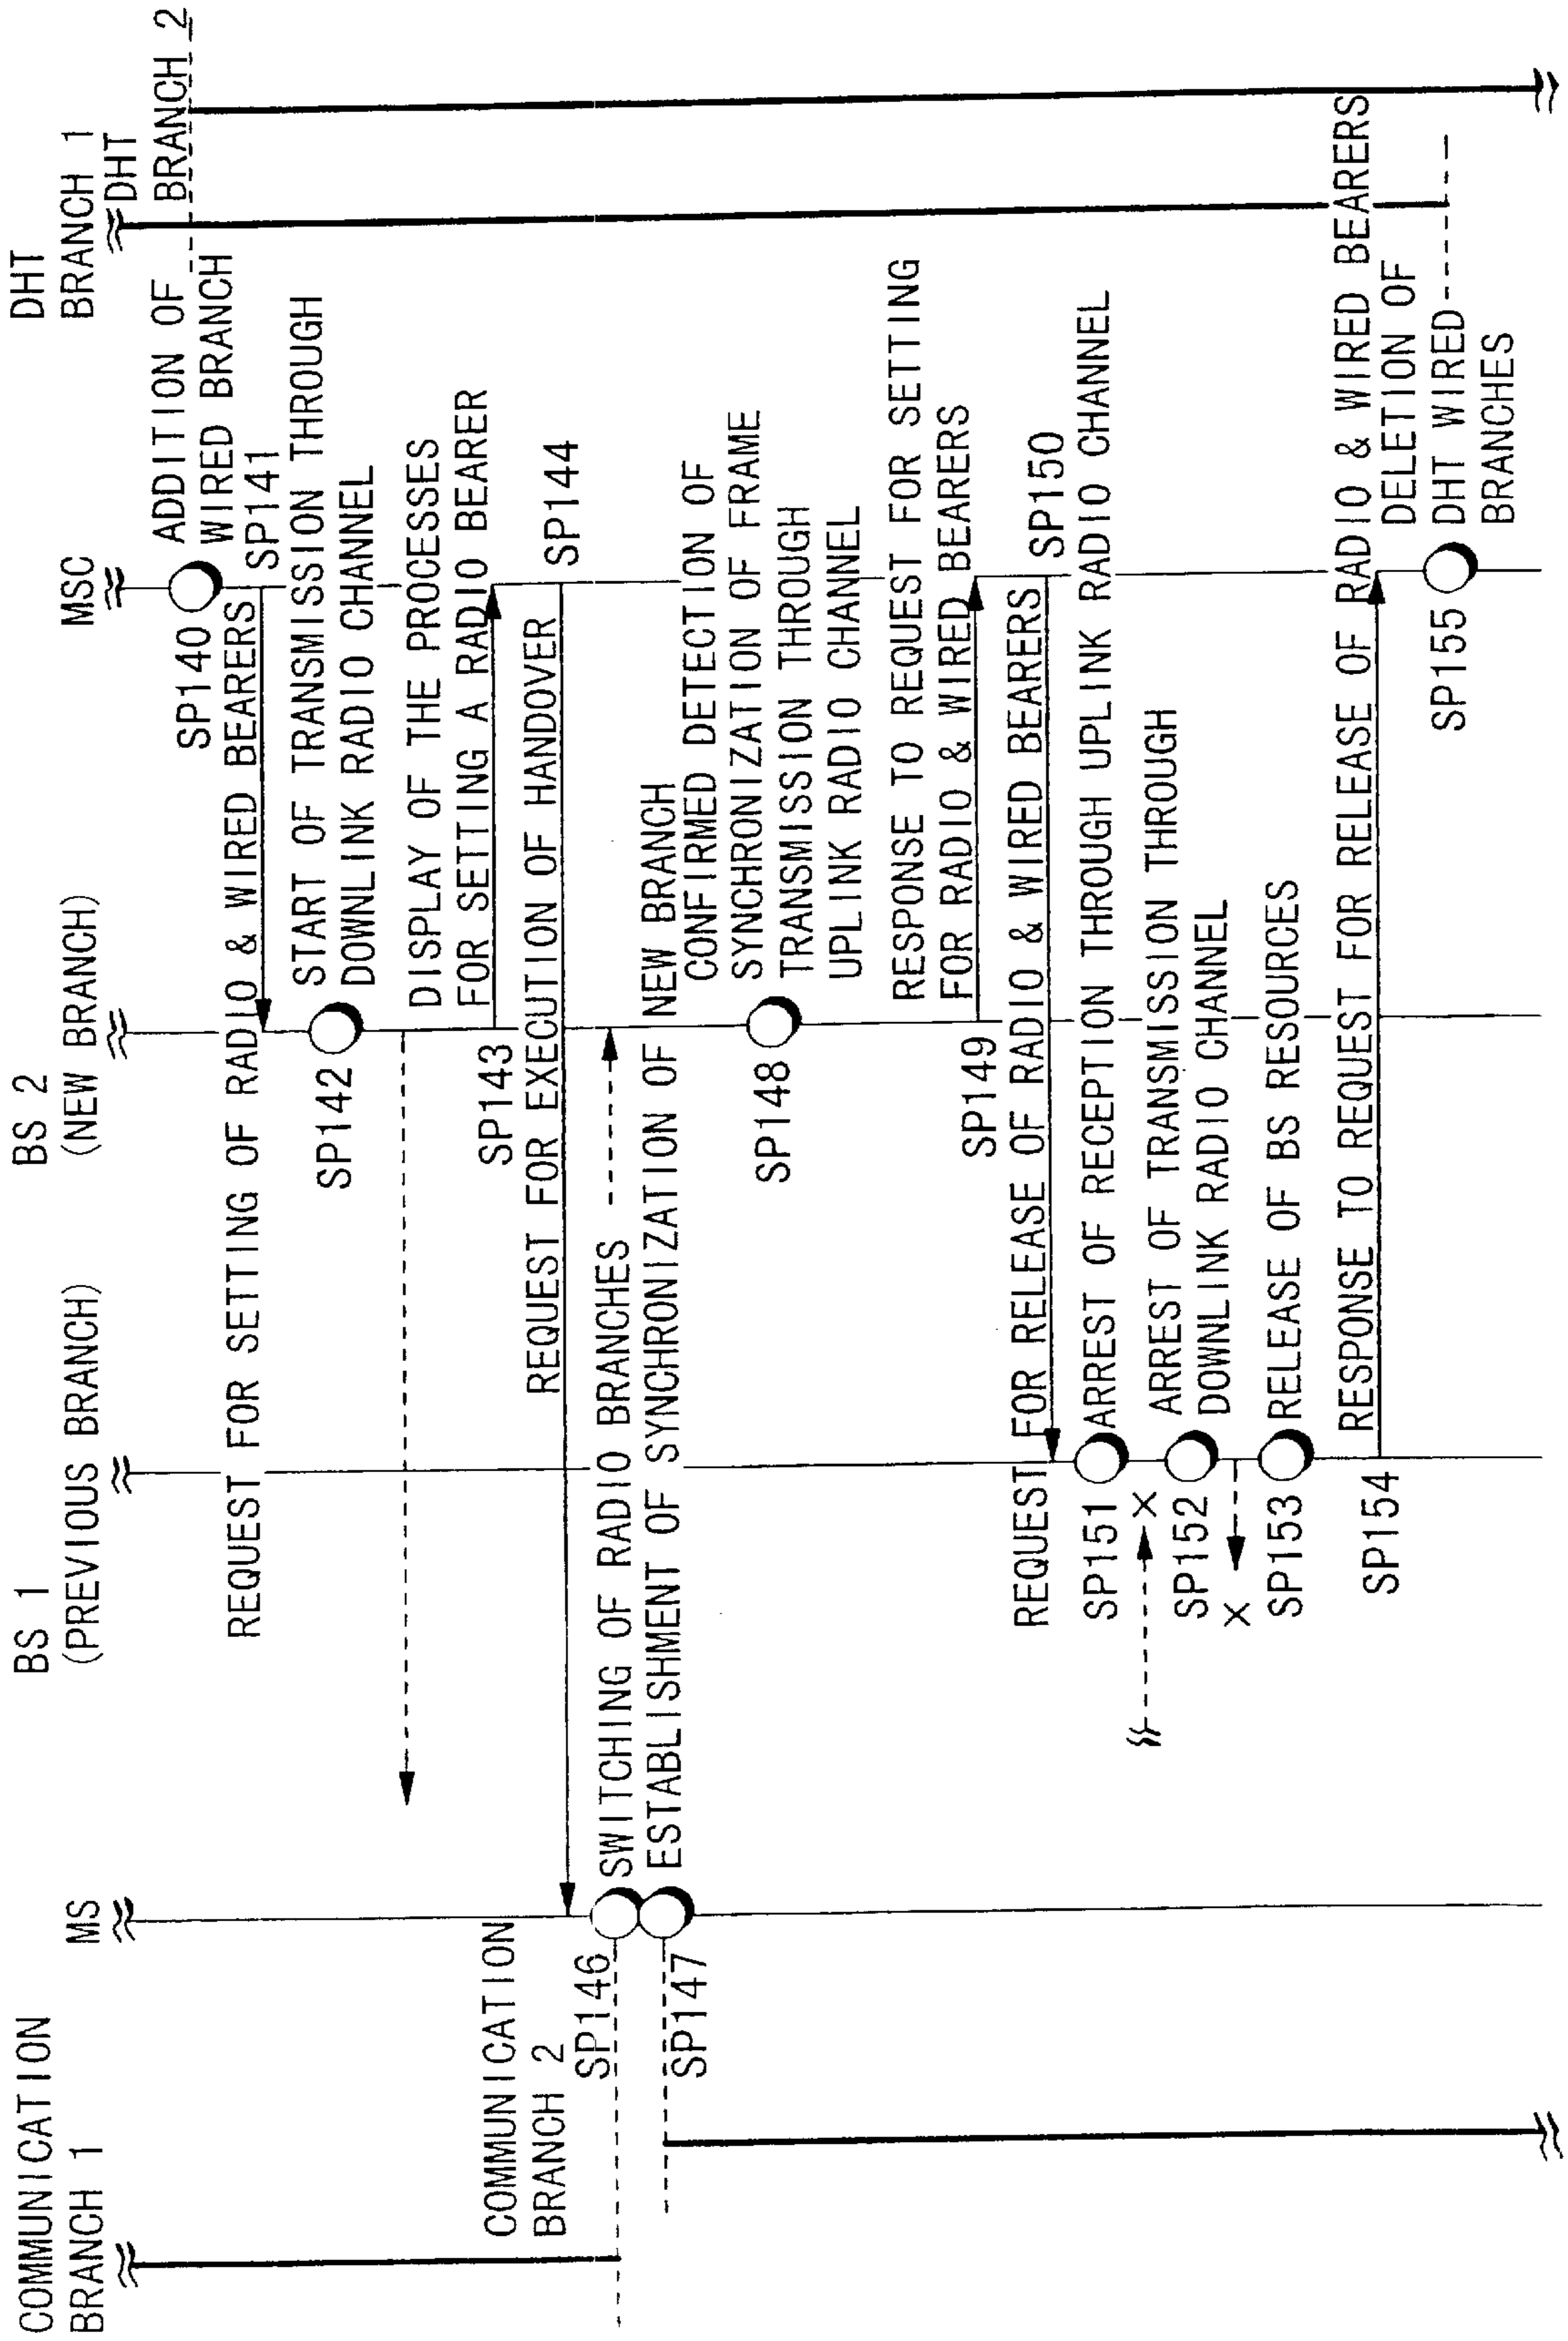 COMMUNICATION
BRANCH 1
MS
BS 1
(PREVIOUS BRANCH)
BS 2
(NEW BRANCH)
MSC
DHT
BRANCH 1
DHT
BRANCH 2
SP140
ADDITION OF
WIRED BRANCH
REQUEST FOR SETTING OF RADIO & WIRED BEARERS
SP141
SP142
START OF TRANSMISSION THROUGH
DOWNLINK RADIO CHANNEL
DISPLAY OF THE PROCESSES
FOR SETTING A RADIO BEARER
SP143
REQUEST FOR EXECUTION OF HANDOVER
SP144
COMMUNICATION
BRANCH 2
SP146
SWITCHING OF RADIO BRANCHES
SP147
ESTABLISHMENT OF SYNCHRONIZATION OF NEW BRANCH
SP148
CONFIRMED DETECTION OF
SYNCHRONIZATION OF FRAME
TRANSMISSION THROUGH
UPLINK RADIO CHANNEL
RESPONSE TO REQUEST FOR SETTING
FOR RADIO & WIRED BEARERS
SP149
REQUEST FOR RELEASE OF RADIO & WIRED BEARERS
SP150
SP151
ARREST OF RECEPTION THROUGH UPLINK RADIO CHANNEL
X
SP152
ARREST OF TRANSMISSION THROUGH
DOWNLINK RADIO CHANNEL
X
SP153
RELEASE OF BS RESOURCES
RESPONSE TO REQUEST FOR RELEASE OF RADIO & WIRED BEARERS
SP154
SP155
DELETION OF
DHT WIRED
BRANCHES